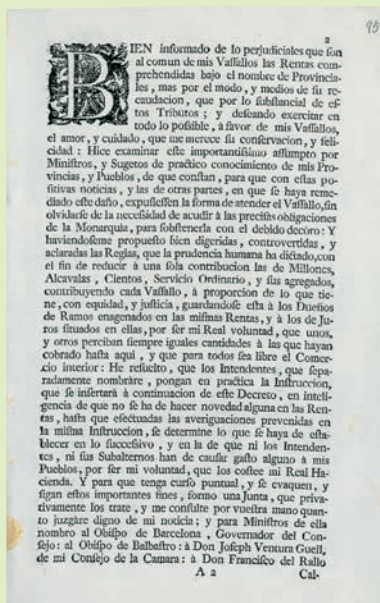 95
2
BIEN informado de lo perjudiciales que son
al comun de mis Vaſſallos las Rentas com-
prehendidas bajo el nombre de Provincia-
les, mas por el modo, y medios de ſu re-
caudacion, que por lo ſubſtancial de eſ-
tos Tributos; y deſeando exercitar en
todo lo poſsible, à favor de mis Vaſſallos,
el amor, y cuidado, que me merece ſu conſervacion, y feli-
cidad: Hice examinar eſte importantiſsimo aſſumpto por
Miniſtros, y Sugetos de practico conocimiento de mis Pro-
vincias, y Pueblos, de que conſtan, para que con eſtas po-
ſitivas noticias, y las de otras partes, en que ſe haya reme-
diado eſte daño, expuſieſſen la forma de atender el Vaſſallo, ſin
olvidarſe de la neceſsidad de acudir à las preciſas obligaciones
de la Monarquia, para ſoſtenerla con el debido decoro: Y
haviendoſeme propueſto bien digeridas, controvertidas, y
aclaradas las Reglas, que la prudencia humana ha dictado, con
el fin de reducir à una ſola contribucion las de Millones,
Alcavalas, Cientos, Servicio Ordinario, y ſus agregados,
contribuyendo cada Vaſſallo, à proporcion de lo que tie-
ne, con equidad, y juſticia, guardandoſe eſta à los Dueños
de Ramos enagenados en las miſmas Rentas, y à los de Ju-
ros ſituados en ellas, por ſer mi Real voluntad, que unos,
y otros perciban ſiempre iguales cantidades à las que hayan
cobrado haſta aqui, y que para todos ſea libre el Comer-
cio interior: He reſuelto, que los Intendentes, que ſepa-
radamente nombràre, pongan en practica la Inſtruccion,
que ſe inſertarà à continuacion de eſte Decreto, en inteli-
gencia de que no ſe ha de hacer novedad alguna en las Ren-
tas, haſta que efectuadas las averiguaciones prevenidas en
la miſma Inſtruccion, ſe determine lo que ſe haya de eſta-
blecer en lo ſucceſsivo, y en la de que ni los Intenden-
tes, ni ſus Subalternos han de cauſar gaſto alguno à mis
Pueblos, por ſer mi voluntad, que los coſtee mi Real Ha-
cienda. Y para que tenga curſo puntual, y ſe evaquen, y
ſigan eſtos importantes fines, formo una Junta, que priva-
tivamente los trate, y me conſulte por vueſtra mano quan-
to juzgàre digno de mi noticia; y para Miniſtros de ella
nombro al Obiſpo de Barcelona, Governador del Con-
ſejo: al Obiſpo de Balbaſtro: à Don Joſeph Ventura Guell,
de mi Conſejo de la Camara: à Don Franciſco del Rallo
A 2 Cal-